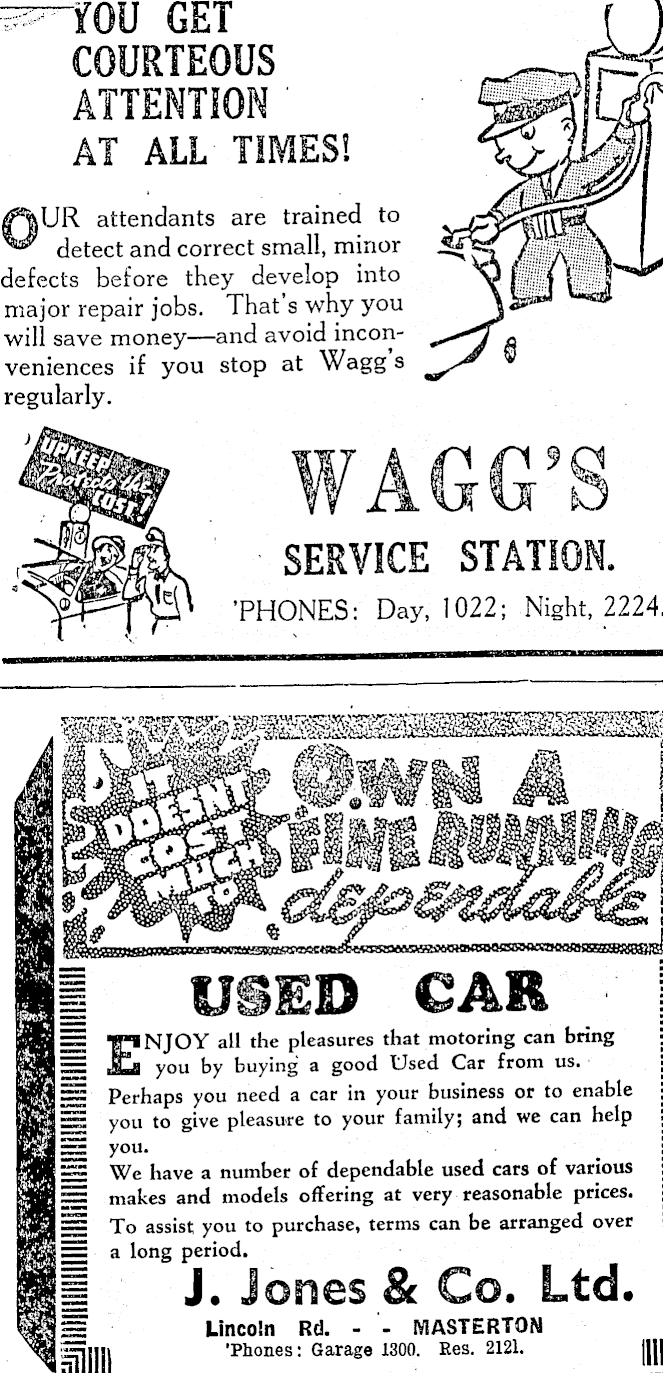 YOU GET
COURTEOUS
ATTENTION
AT ALL TIMES!
OUR attendants are trained to
detect and correct small, minor
defects before they develop into
major repair jobs. That's why you
will save money—and avoid incon-
veniences if you stop at Wagg's
regularly.
UPKEEP
Protects the
COST!
WAGG'S
SERVICE STATION.
'PHONES: Day, 1022; Night, 2224.
IT
DOESNT
COST
MUCH
TO
OWN A
FINE RUNNING
dependable
USED CAR
ENJOY all the pleasures that motoring can bring
you by buying a good Used Car from us.
Perhaps you need a car in your business or to enable
you to give pleasure to your family; and we can help
you.
We have a number of dependable used cars of various
makes and models offering at very reasonable prices.
To assist you to purchase, terms can be arranged over
a long period.
J. Jones & Co. Ltd.
Lincoln Rd. - - MASTERTON
'Phones: Garage 1300. Res. 2121.